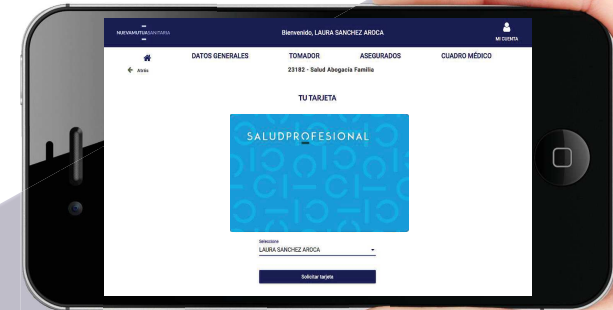 NUEVAMUTUASANITARIA
Bienvenido, LAURA SANCHEZ AROCA
MI CUENTA
DATOS GENERALES
TOMADOR
ASEGURADOS
CUADRO MÉDICO
Atrás
23182 - Salud Abogacía Familia
TU TARJETA
SALUDPROFESIONAL
Seleccione
LAURA SANCHEZ AROCA
Solicitar tarjeta